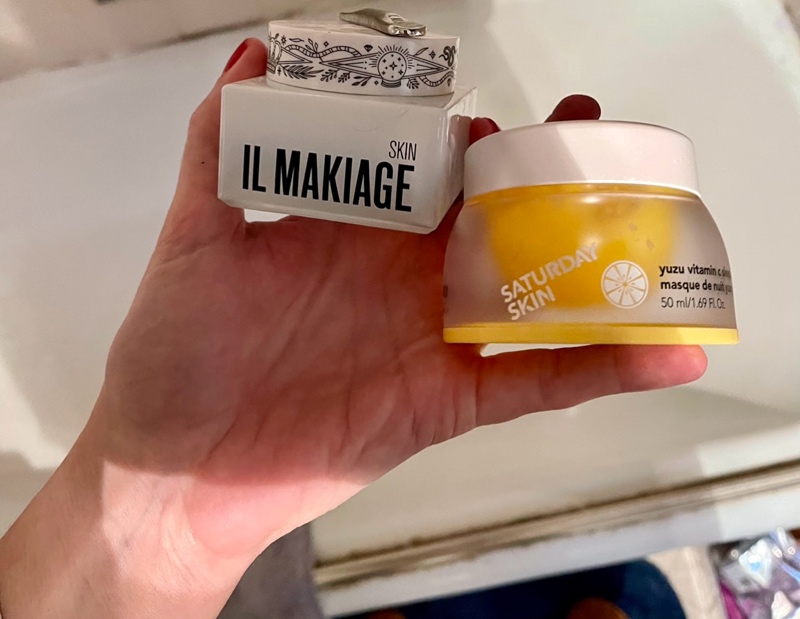 SKIN
IL MAKIAGE
SATURDAY
SKIN
yuzu vitamin c
masque de nuit
50 ml/1.69 Fl. Oz.